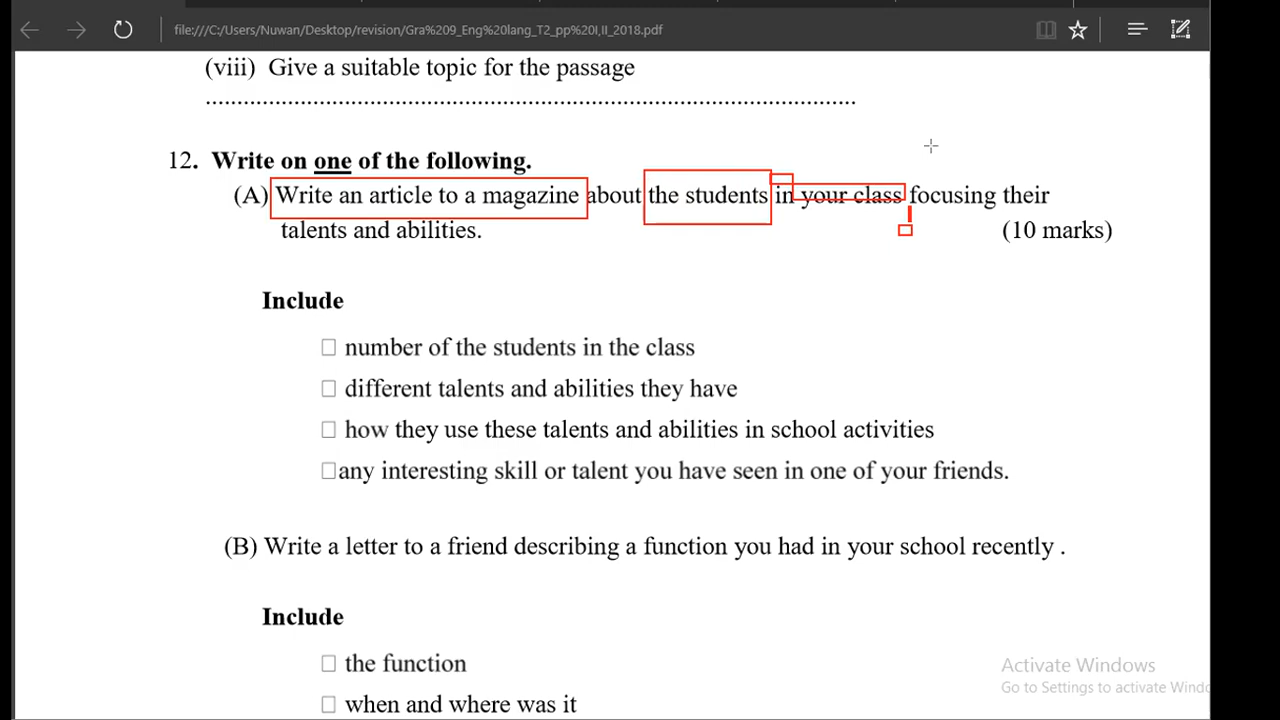 file:///C:/Users/Nuwan/Desktop/revision/Gra%209_Eng%20lang_T2_pp%20I,II_2018.pdf
(viii) Give a suitable topic for the passage
........................................................................................................
12. Write on one of the following.
(A) Write an article to a magazine about the students in your class focusing their
talents and abilities. (10 marks)
Include
□ number of the students in the class
□ different talents and abilities they have
□ how they use these talents and abilities in school activities
□any interesting skill or talent you have seen in one of your friends.
(B) Write a letter to a friend describing a function you had in your school recently .
Include
□ the function
□ when and where was it
Activate Windows
Go to Settings to activate